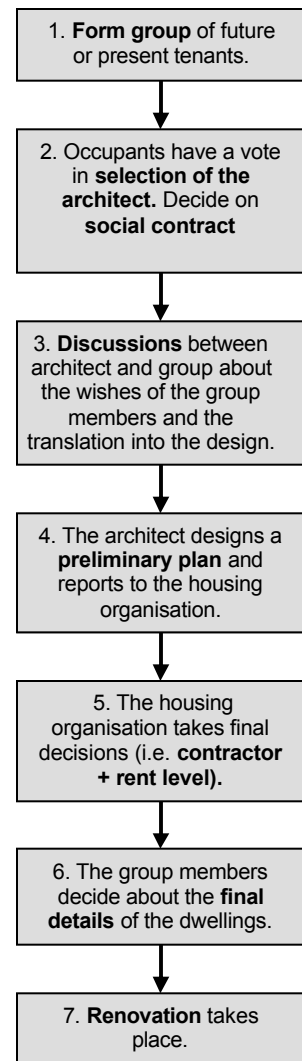 1. Form group of future
or present tenants.
2. Occupants have a vote
in selection of the
architect. Decide on
social contract
3. Discussions between
architect and group about
the wishes of the group
members and the
translation into the design.
4. The architect designs a
preliminary plan and
reports to the housing
organisation.
5. The housing
organisation takes final
decisions (i.e. contractor
+ rent level).
6. The group members
decide about the final
details of the dwellings.
7. Renovation takes
place.